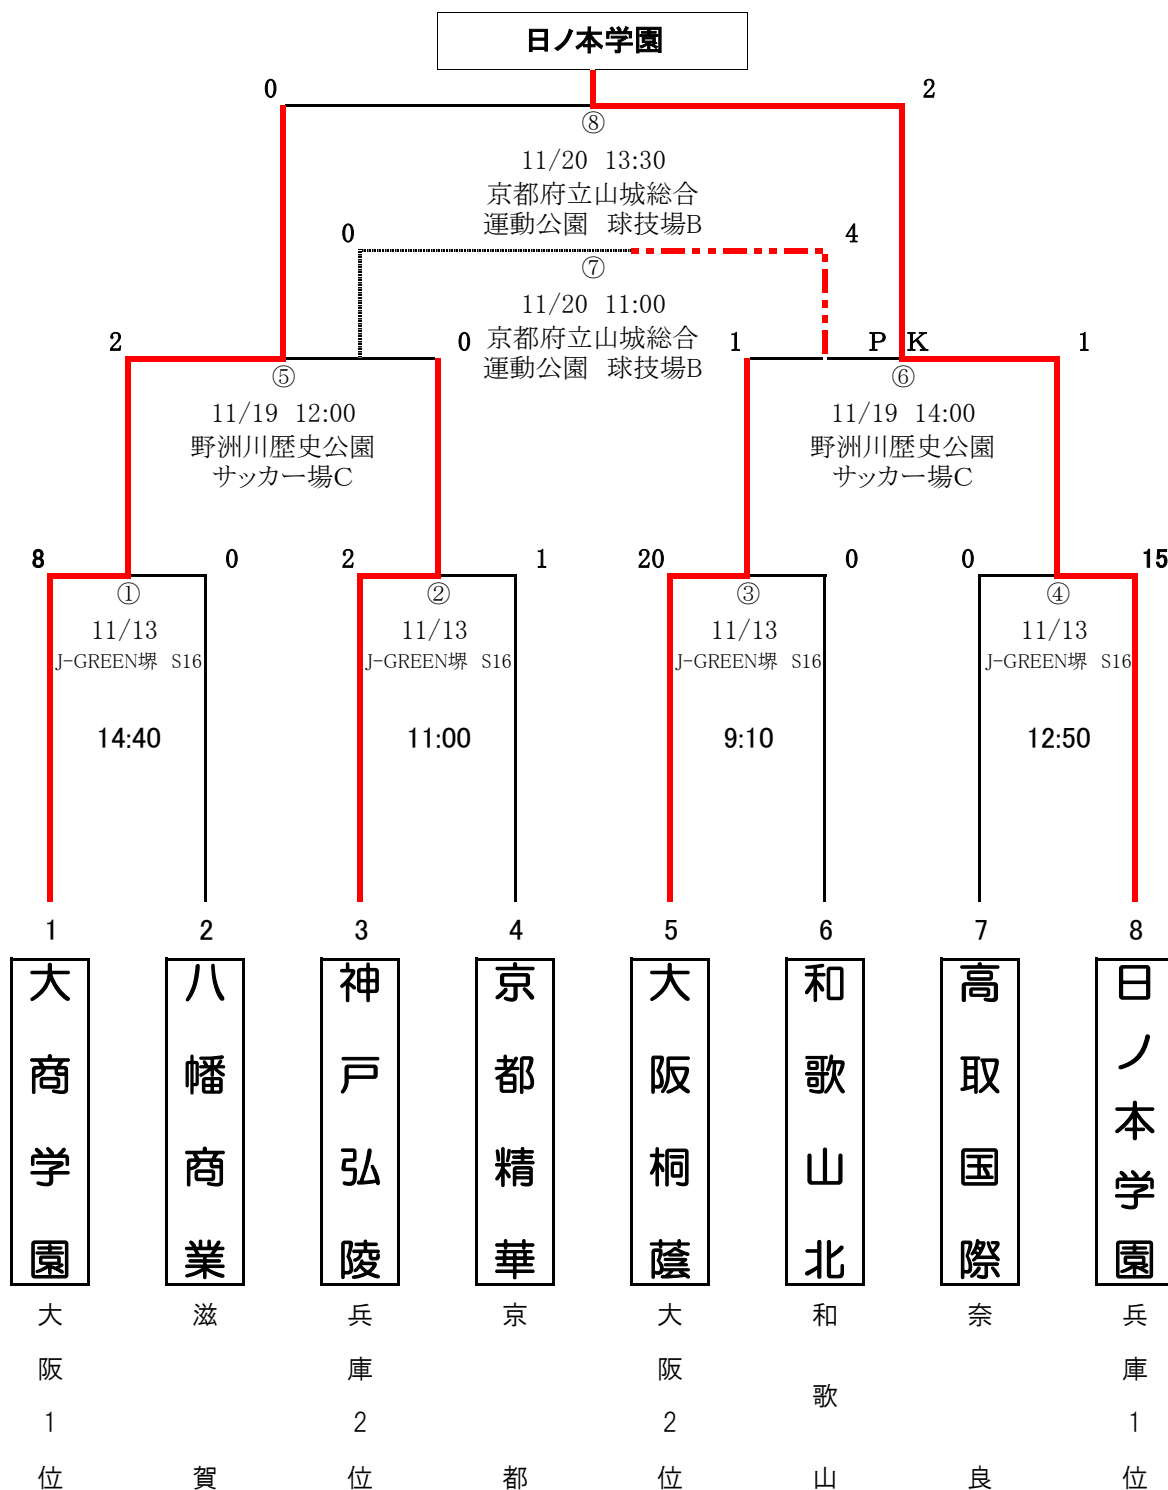 日ノ本学園
0 2
⑧
11/20 13:30
京都府立山城総合
運動公園 球技場B
0 4
⑦
11/20 11:00
京都府立山城総合
運動公園 球技場B
2 0 1 PK 1
⑤ ⑥
11/19 12:00 11/19 14:00
野洲川歴史公園 野洲川歴史公園
サッカー場C サッカー場C
8 0 2 1 20 0 0 15
① ② ③ ④
11/13 11/13 11/13 11/13
J-GREEN堺 S16 J-GREEN堺 S16 J-GREEN堺 S16 J-GREEN堺 S16
14:40 11:00 9:10 12:50
1 2 3 4 5 6 7 8
大商学園
八幡商業
神戸弘陵
京都精華
大阪桐蔭
和歌山北
高取国際
日ノ本学園
大阪1位
滋賀
兵庫2位
京都
大阪2位
和歌山
奈良
兵庫1位